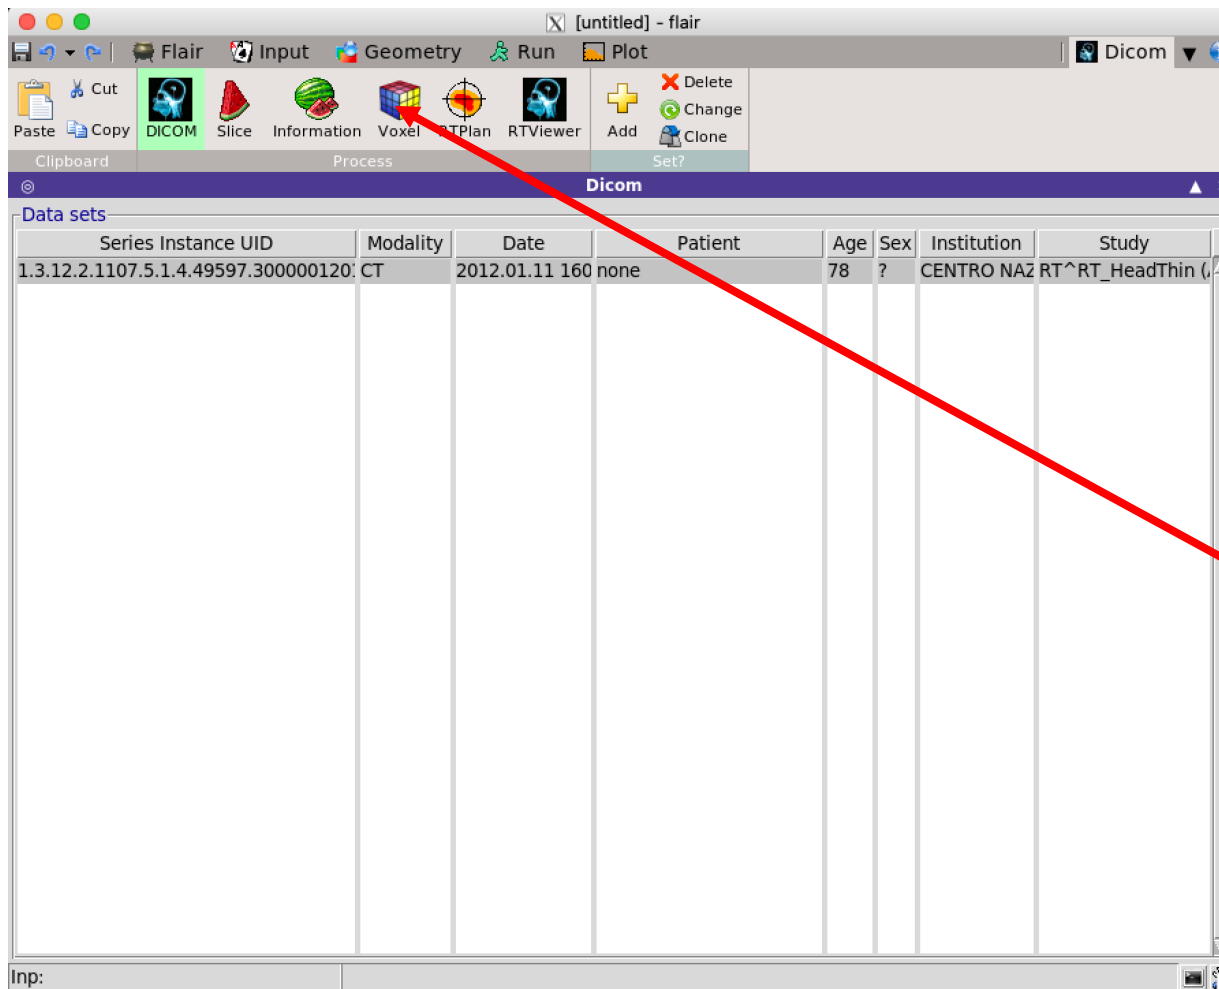 [untitled] - flair
Flair Input Geometry Run Plot Dicom
Cut
Paste Copy DICOM Slice Information Voxel RTPlan RTViewer Add Delete
Change
Clone
Clipboard Process Set?
Dicom
Data sets
Series Instance UID Modality Date Patient Age Sex Institution Study
1.3.12.2.1107.5.1.4.49597.300000120 CT 2012.01.11 160 none 78 ? CENTRO NAZ RT^RT_HeadThin (
Inp: